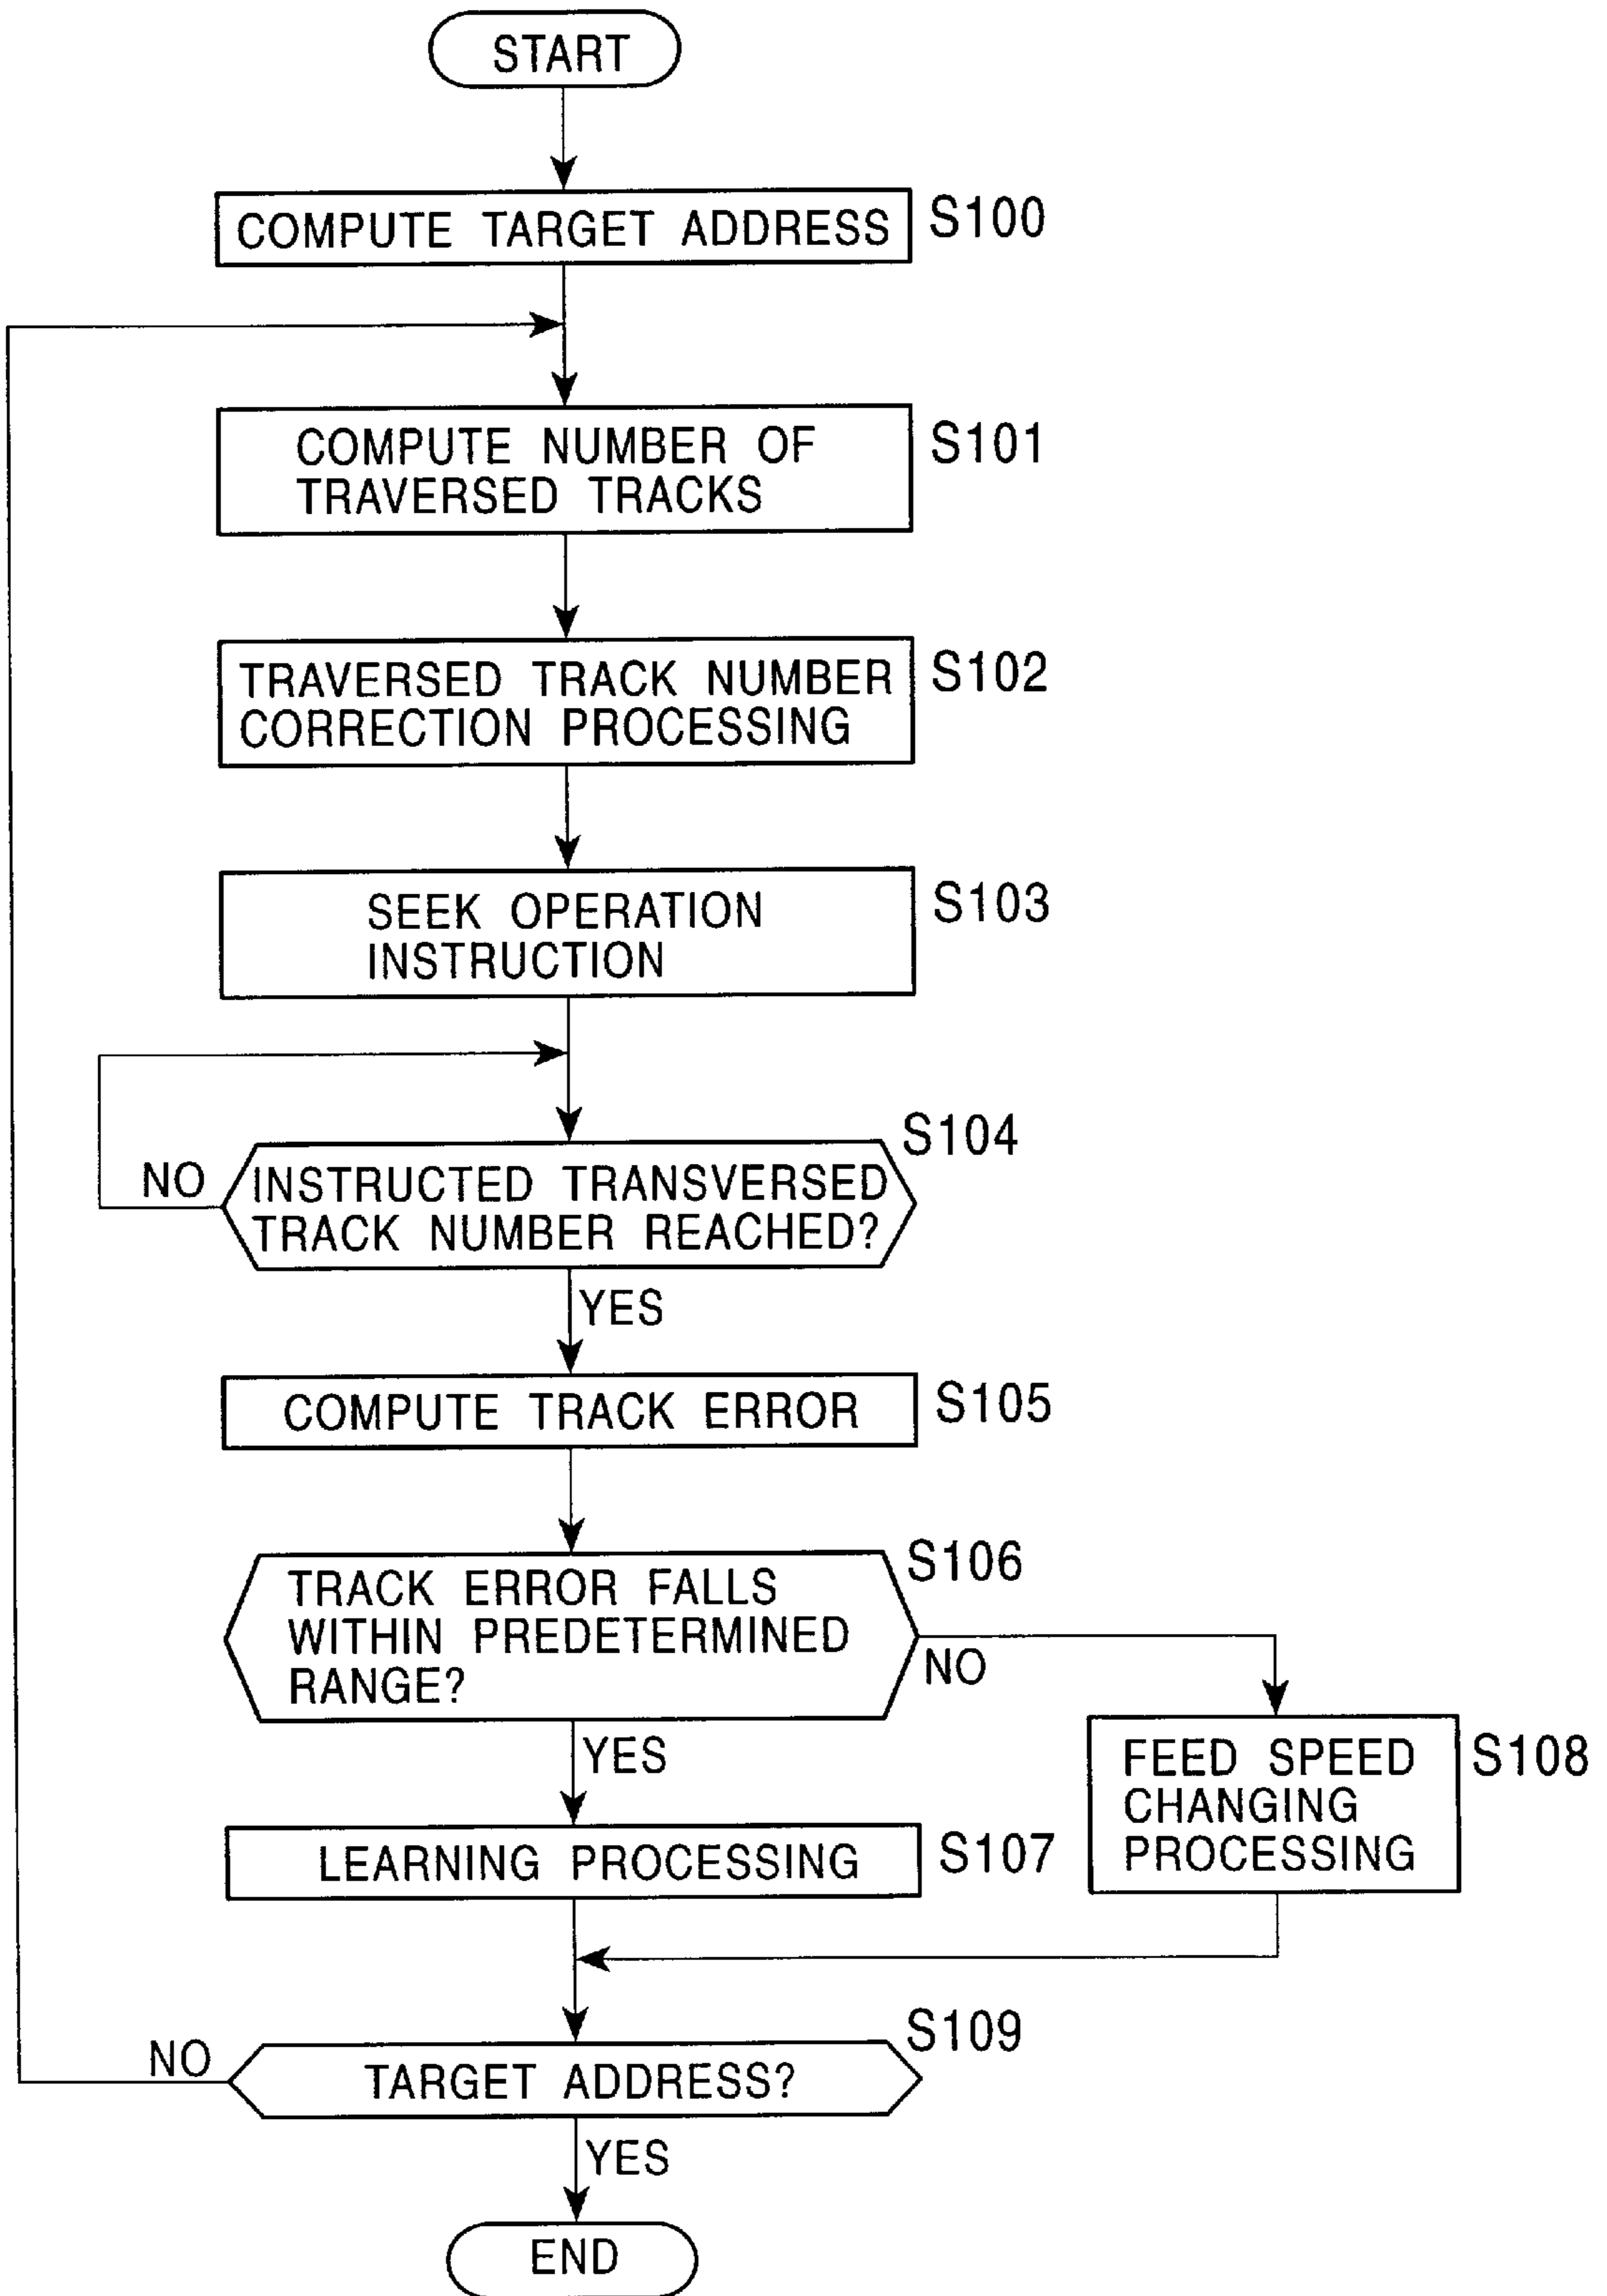 START
COMPUTE TARGET ADDRESS
S100
COMPUTE NUMBER OF
TRAVERSED TRACKS
S101
TRAVERSED TRACK NUMBER
CORRECTION PROCESSING
S102
SEEK OPERATION
INSTRUCTION
S103
S104
NO
INSTRUCTED TRANSVERSED
TRACK NUMBER REACHED?
YES
COMPUTE TRACK ERROR
S105
S106
TRACK ERROR FALLS
WITHIN PREDETERMINED
RANGE?
NO
YES
FEED SPEED
CHANGING
PROCESSING
S108
LEARNING PROCESSING
S107
S109
NO
TARGET ADDRESS?
YES
END